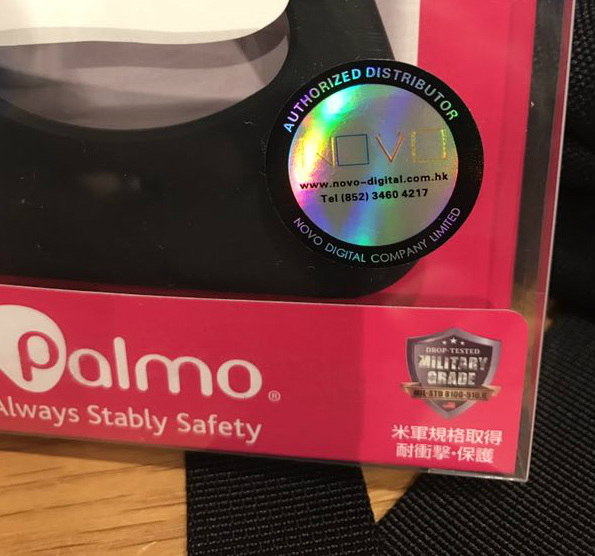 AUTHORIZED DISTRIBUTOR
NOVO
www.novo-digital.com.hk
Tel (852) 3460 4217
NOVO DIGITAL COMPANY LIMITED
Palmo®
Always Stably Safety
DROP-TESTED
MILITARY
GRADE
MIL-STD 810G-516.6
米軍規格取得
耐衝撃・保護